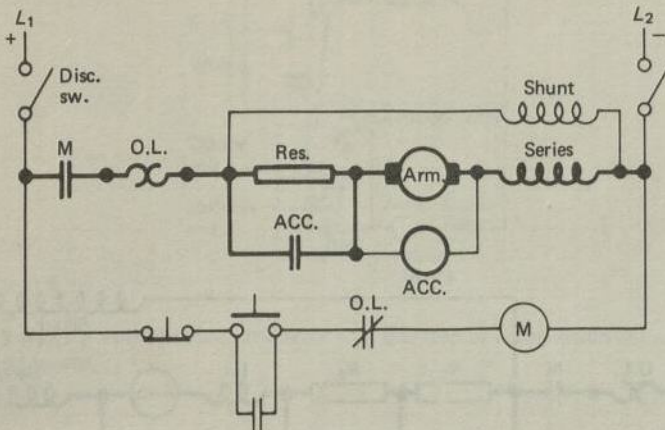 L1
L2
+
−
Disc.
sw.
Shunt
M
O.L.
Res.
Arm.
Series
ACC.
ACC.
O.L.
M